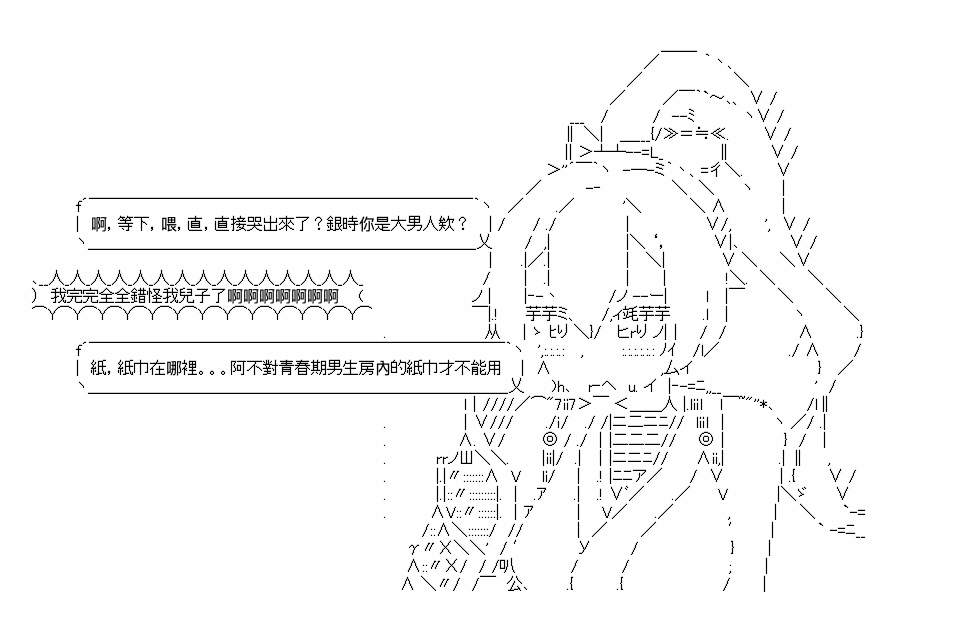 啊，等下，喂，直，直接哭出來了？銀時你是大男人欸？
我完完全全錯怪我兒子了啊啊啊啊啊啊啊
紙，紙巾在哪裡。。。阿不對青春期男生房內的紙巾才不能用